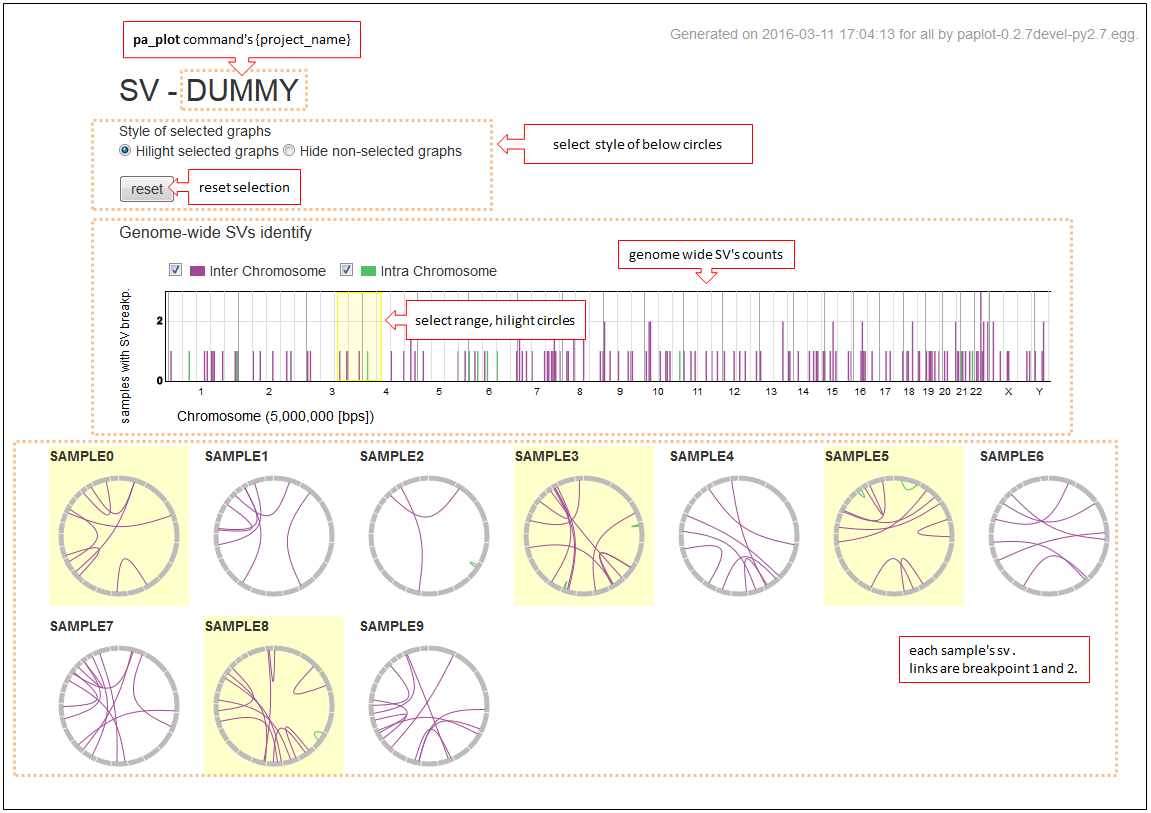 pa_plot command's {project_name}
Generated on 2016-03-11 17:04:13 for all by paplot-0.2.7devel-py2.7.egg.
SV - DUMMY
Style of selected graphs
Hilight selected graphs Hide non-selected graphs
select style of below circles
reset
reset selection
Genome-wide SVs identify
genome wide SV's counts
Inter Chromosome Intra Chromosome
samples with SV breakp.
2
0
select range, hilight circles
1 2 3 4 5 6 7 8 9 10 11 12 13 14 15 16 17 18 19 20 21 22 X Y
Chromosome (5,000,000 [bps])
SAMPLE0 SAMPLE1 SAMPLE2 SAMPLE3 SAMPLE4 SAMPLE5 SAMPLE6
SAMPLE7 SAMPLE8 SAMPLE9
each sample's sv .
links are breakpoint 1 and 2.